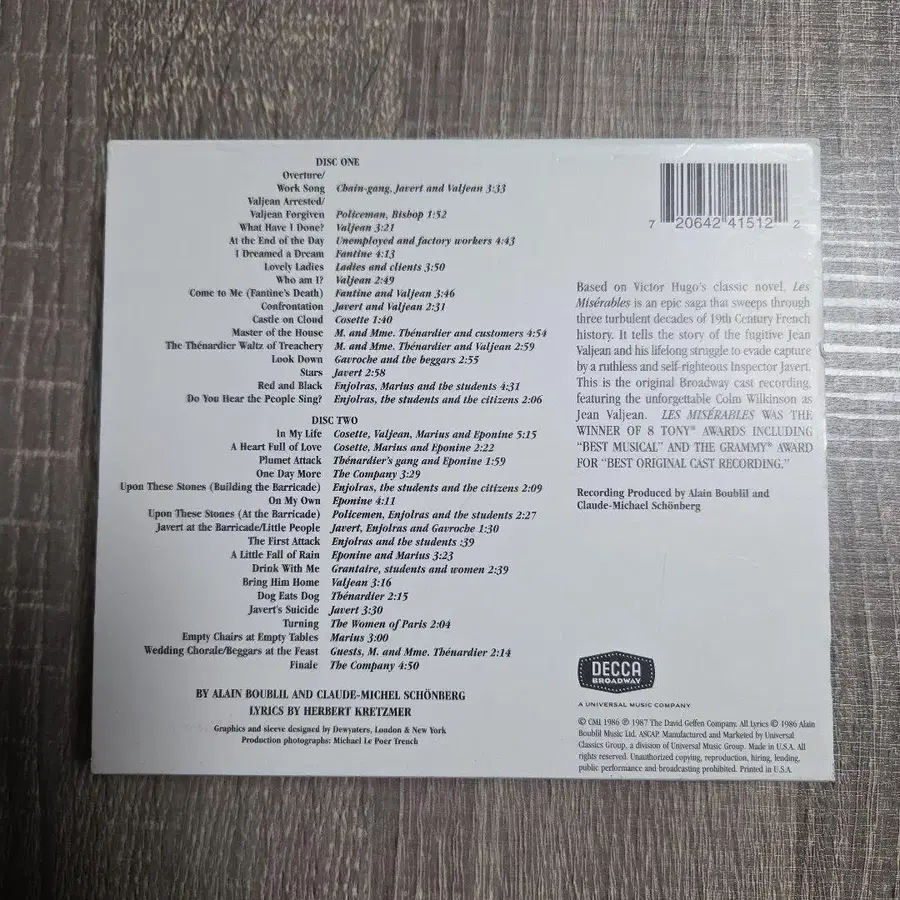 DISC ONE
Overture/
Work Song Chain-gang, Javert and Valjean 3:33
Valjean Arrested/
Valjean Forgiven Policeman, Bishop 1:52
What Have I Done? Valjean 3:21
At the End of the Day Unemployed and factory workers 4:43
I Dreamed a Dream Fantine 4:13
Lovely Ladies Ladies and clients 3:50
Who am I? Valjean 2:49
Come to Me (Fantine's Death) Fantine and Valjean 3:46
Confrontation Javert and Valjean 2:31
Castle on Cloud Cosette 1:40
Master of the House M. and Mme. Thénardier and customers 4:54
The Thénardier Waltz of Treachery M. and Mme. Thénardier and Valjean 2:59
Look Down Gavroche and the beggars 2:55
Stars Javert 2:58
Red and Black Enjolras, Marius and the students 4:31
Do You Hear the People Sing? Enjolras, the students and the citizens 2:06
DISC TWO
In My Life Cosette, Valjean, Marius and Eponine 5:15
A Heart Full of Love Cosette, Marius and Eponine 2:22
Plumet Attack Thénardier's gang and Eponine 1:59
One Day More The Company 3:29
Upon These Stones (Building the Barricade) Enjolras, the students and the citizens 2:09
On My Own Eponine 4:11
Upon These Stones (At the Barricade) Policemen, Enjolras and the students 2:27
Javert at the Barricade/Little People Javert, Enjolras and Gavroche 1:30
The First Attack Enjolras and the students :39
A Little Fall of Rain Eponine and Marius 3:23
Drink With Me Grantaire, students and women 2:39
Bring Him Home Valjean 3:16
Dog Eats Dog Thénardier 2:15
Javert's Suicide Javert 3:30
Turning The Women of Paris 2:04
Empty Chairs at Empty Tables Marius 3:00
Wedding Chorale/Beggars at the Feast Guests, M. and Mme. Thénardier 2:14
Finale The Company 4:50
BY ALAIN BOUBLIL AND CLAUDE-MICHEL SCHÖNBERG
LYRICS BY HERBERT KRETZMER
Graphics and sleeve designed by Dewynters, London & New York
Production photographs: Michael Le Poer Trench
7 20642 41512 2
Based on Victor Hugo's classic novel, Les
Misérables is an epic saga that sweeps through
three turbulent decades of 19th Century French
history. It tells the story of the fugitive Jean
Valjean and his lifelong struggle to evade capture
by a ruthless and self-righteous Inspector Javert.
This is the original Broadway cast recording,
featuring the unforgettable Colm Wilkinson as
Jean Valjean. LES MISÉRABLES WAS THE
WINNER OF 8 TONY® AWARDS INCLUDING
“BEST MUSICAL” AND THE GRAMMY® AWARD
FOR “BEST ORIGINAL CAST RECORDING.”
Recording Produced by Alain Boublil and
Claude-Michael Schönberg
DECCA
BROADWAY
A UNIVERSAL MUSIC COMPANY
© CMI 1986 ℗ 1987 The David Geffen Company. All Lyrics © 1986 Alain
Boublil Music Ltd. ASCAP. Manufactured and Marketed by Universal
Classics Group, a division of Universal Music Group. Made in U.S.A. All
rights reserved. Unauthorized copying, reproduction, hiring, lending,
public performance and broadcasting prohibited. Printed in U.S.A.